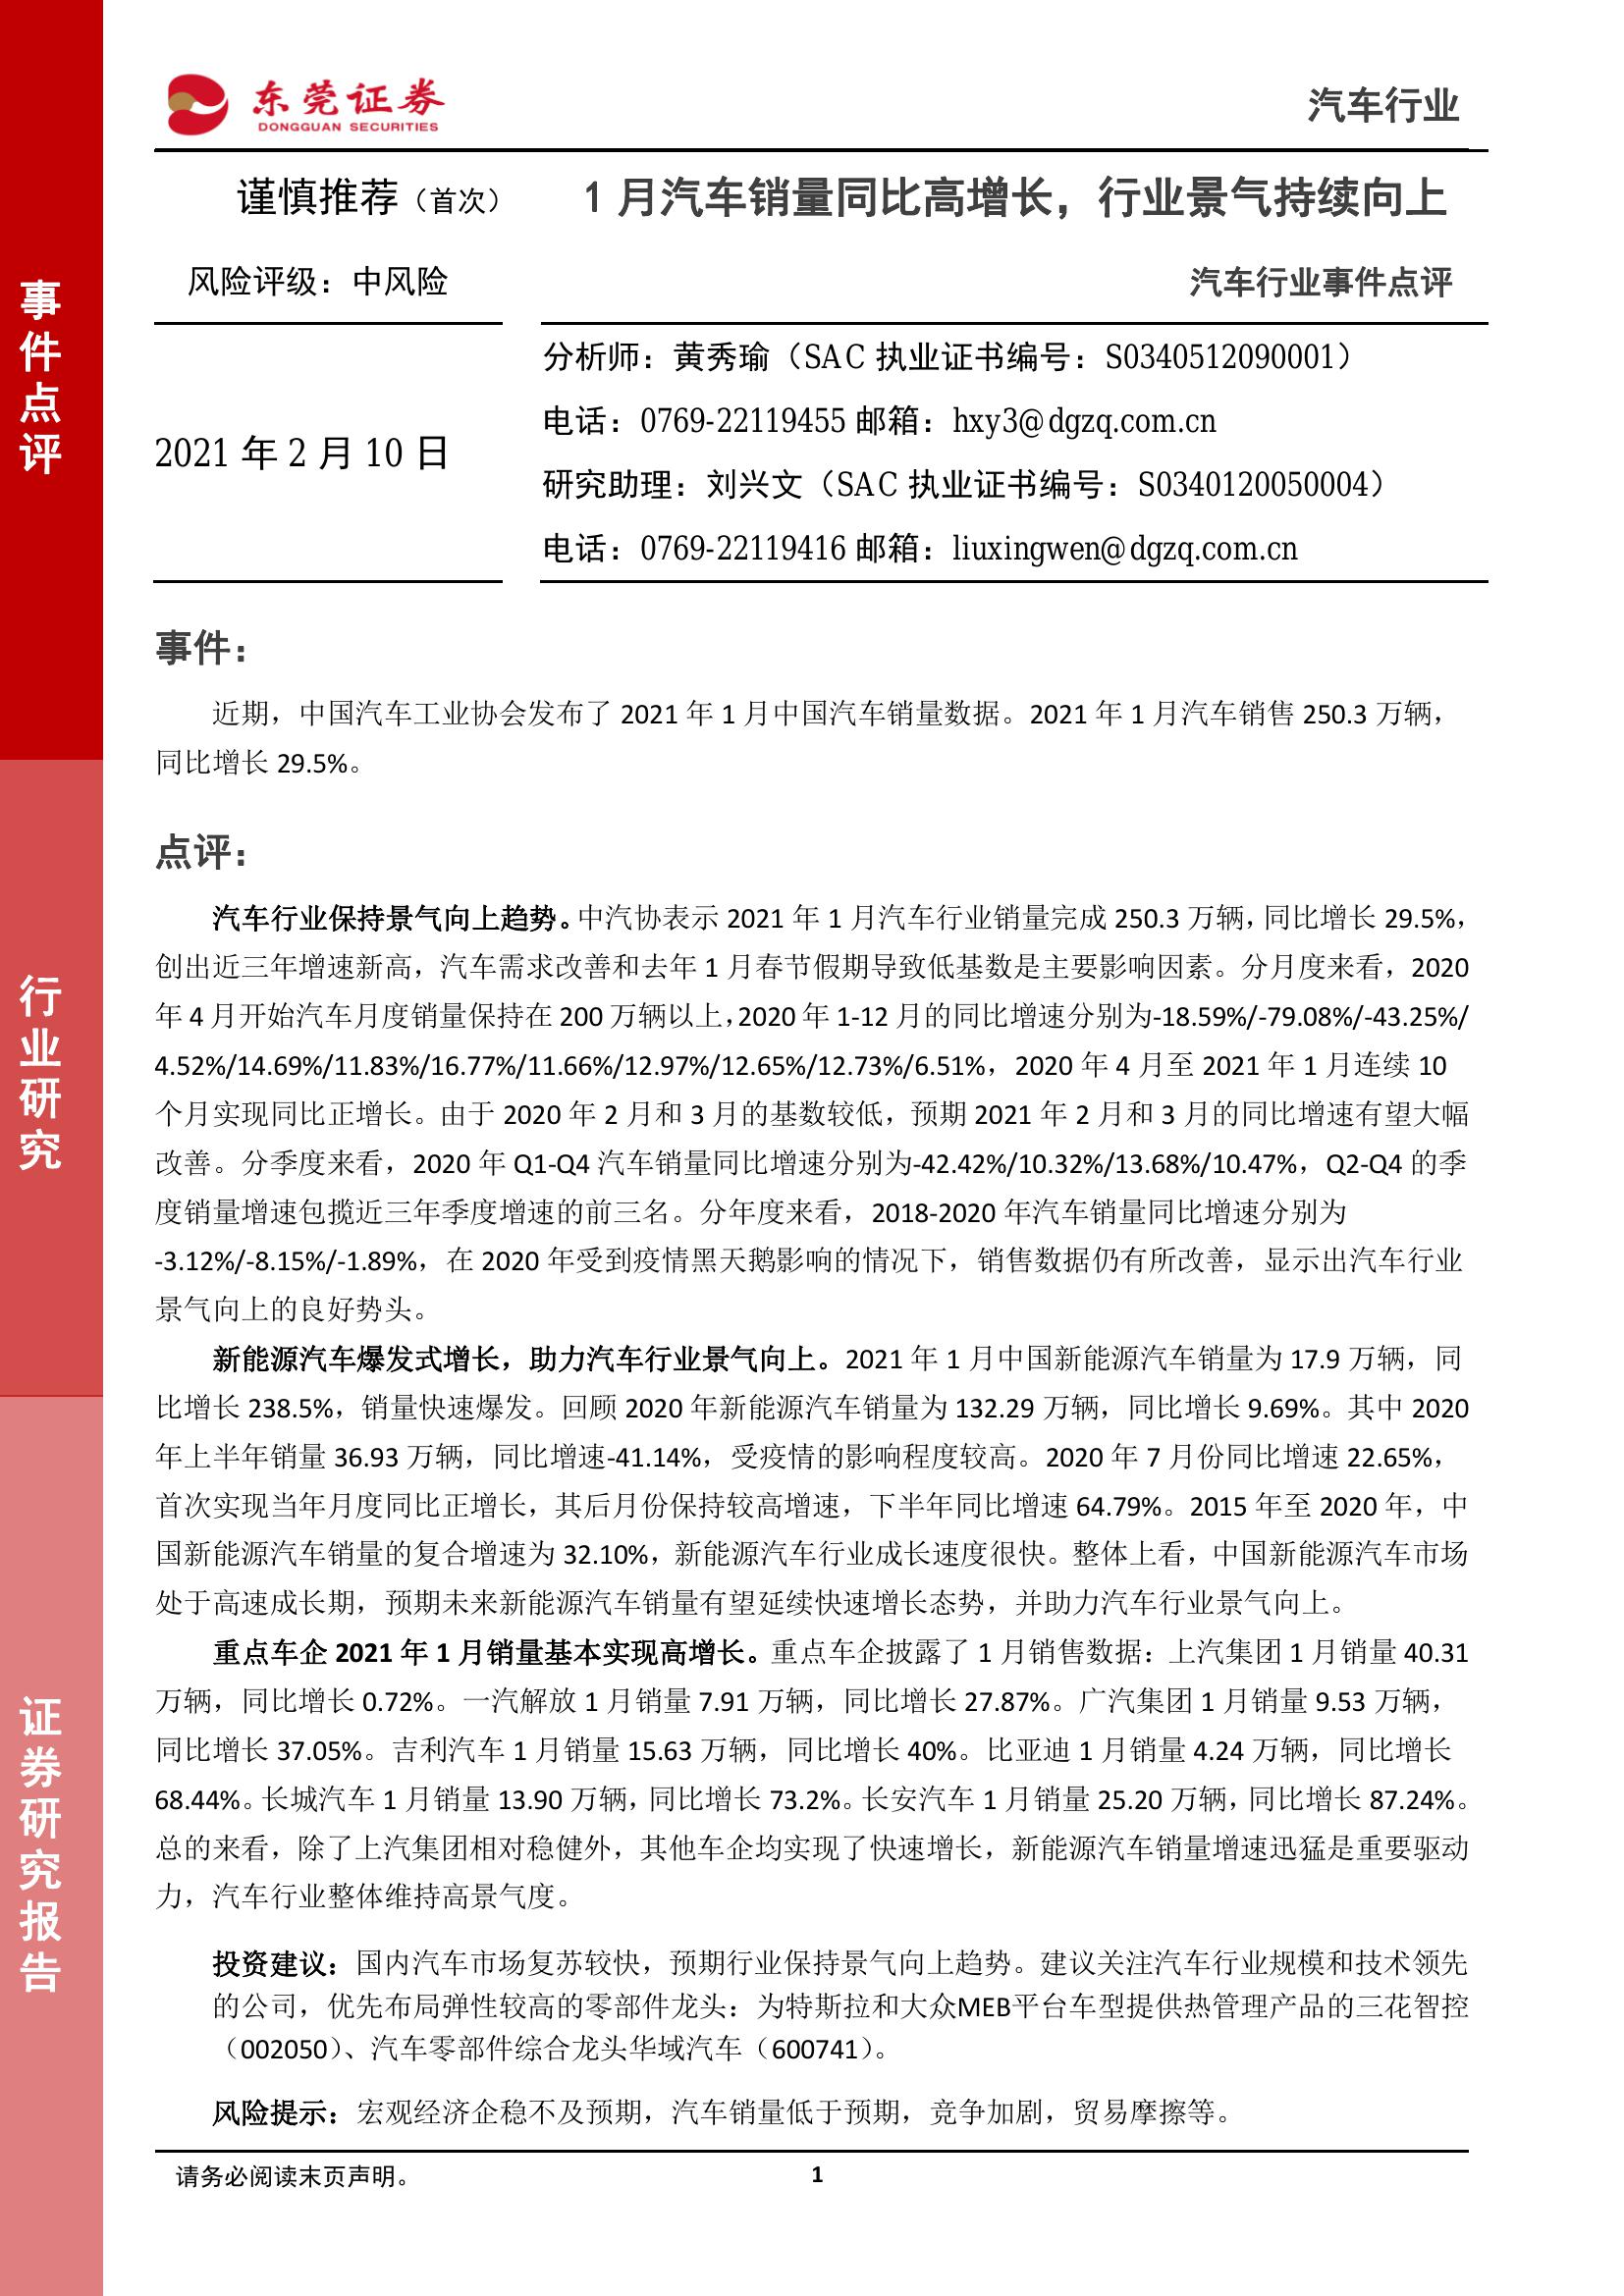 东莞证券
DONGGUAN SECURITIES
汽车行业
谨慎推荐（首次）
1 月汽车销量同比高增长，行业景气持续向上
风险评级：中风险
汽车行业事件点评
2021 年 2 月 10 日
分析师：黄秀瑜（SAC 执业证书编号：S0340512090001）
电话：0769-22119455 邮箱：hxy3@dgzq.com.cn
研究助理：刘兴文（SAC 执业证书编号：S0340120050004）
电话：0769-22119416 邮箱：liuxingwen@dgzq.com.cn
事件点评
行业研究
证券研究报告
事件：
近期，中国汽车工业协会发布了 2021 年 1 月中国汽车销量数据。2021 年 1 月汽车销售 250.3 万辆，
同比增长 29.5%。
点评：
汽车行业保持景气向上趋势。中汽协表示 2021 年 1 月汽车行业销量完成 250.3 万辆，同比增长 29.5%，
创出近三年增速新高，汽车需求改善和去年 1 月春节假期导致低基数是主要影响因素。分月度来看，2020
年 4 月开始汽车月度销量保持在 200 万辆以上，2020 年 1-12 月的同比增速分别为-18.59%/-79.08%/-43.25%/
4.52%/14.69%/11.83%/16.77%/11.66%/12.97%/12.65%/12.73%/6.51%，2020 年 4 月至 2021 年 1 月连续 10
个月实现同比正增长。由于 2020 年 2 月和 3 月的基数较低，预期 2021 年 2 月和 3 月的同比增速有望大幅
改善。分季度来看，2020 年 Q1-Q4 汽车销量同比增速分别为-42.42%/10.32%/13.68%/10.47%，Q2-Q4 的季
度销量增速包揽近三年季度增速的前三名。分年度来看，2018-2020 年汽车销量同比增速分别为
-3.12%/-8.15%/-1.89%，在 2020 年受到疫情黑天鹅影响的情况下，销售数据仍有所改善，显示出汽车行业
景气向上的良好势头。
新能源汽车爆发式增长，助力汽车行业景气向上。2021 年 1 月中国新能源汽车销量为 17.9 万辆，同
比增长 238.5%，销量快速爆发。回顾 2020 年新能源汽车销量为 132.29 万辆，同比增长 9.69%。其中 2020
年上半年销量 36.93 万辆，同比增速-41.14%，受疫情的影响程度较高。2020 年 7 月份同比增速 22.65%，
首次实现当年月度同比正增长，其后月份保持较高增速，下半年同比增速 64.79%。2015 年至 2020 年，中
国新能源汽车销量的复合增速为 32.10%，新能源汽车行业成长速度很快。整体上看，中国新能源汽车市场
处于高速成长期，预期未来新能源汽车销量有望延续快速增长态势，并助力汽车行业景气向上。
重点车企 2021 年 1 月销量基本实现高增长。重点车企披露了 1 月销售数据：上汽集团 1 月销量 40.31
万辆，同比增长 0.72%。一汽解放 1 月销量 7.91 万辆，同比增长 27.87%。广汽集团 1 月销量 9.53 万辆，
同比增长 37.05%。吉利汽车 1 月销量 15.63 万辆，同比增长 40%。比亚迪 1 月销量 4.24 万辆，同比增长
68.44%。长城汽车 1 月销量 13.90 万辆，同比增长 73.2%。长安汽车 1 月销量 25.20 万辆，同比增长 87.24%。
总的来看，除了上汽集团相对稳健外，其他车企均实现了快速增长，新能源汽车销量增速迅猛是重要驱动
力，汽车行业整体维持高景气度。
投资建议：国内汽车市场复苏较快，预期行业保持景气向上趋势。建议关注汽车行业规模和技术领先
的公司，优先布局弹性较高的零部件龙头：为特斯拉和大众MEB平台车型提供热管理产品的三花智控
（002050）、汽车零部件综合龙头华域汽车（600741）。
风险提示：宏观经济企稳不及预期，汽车销量低于预期，竞争加剧，贸易摩擦等。
请务必阅读末页声明。
1